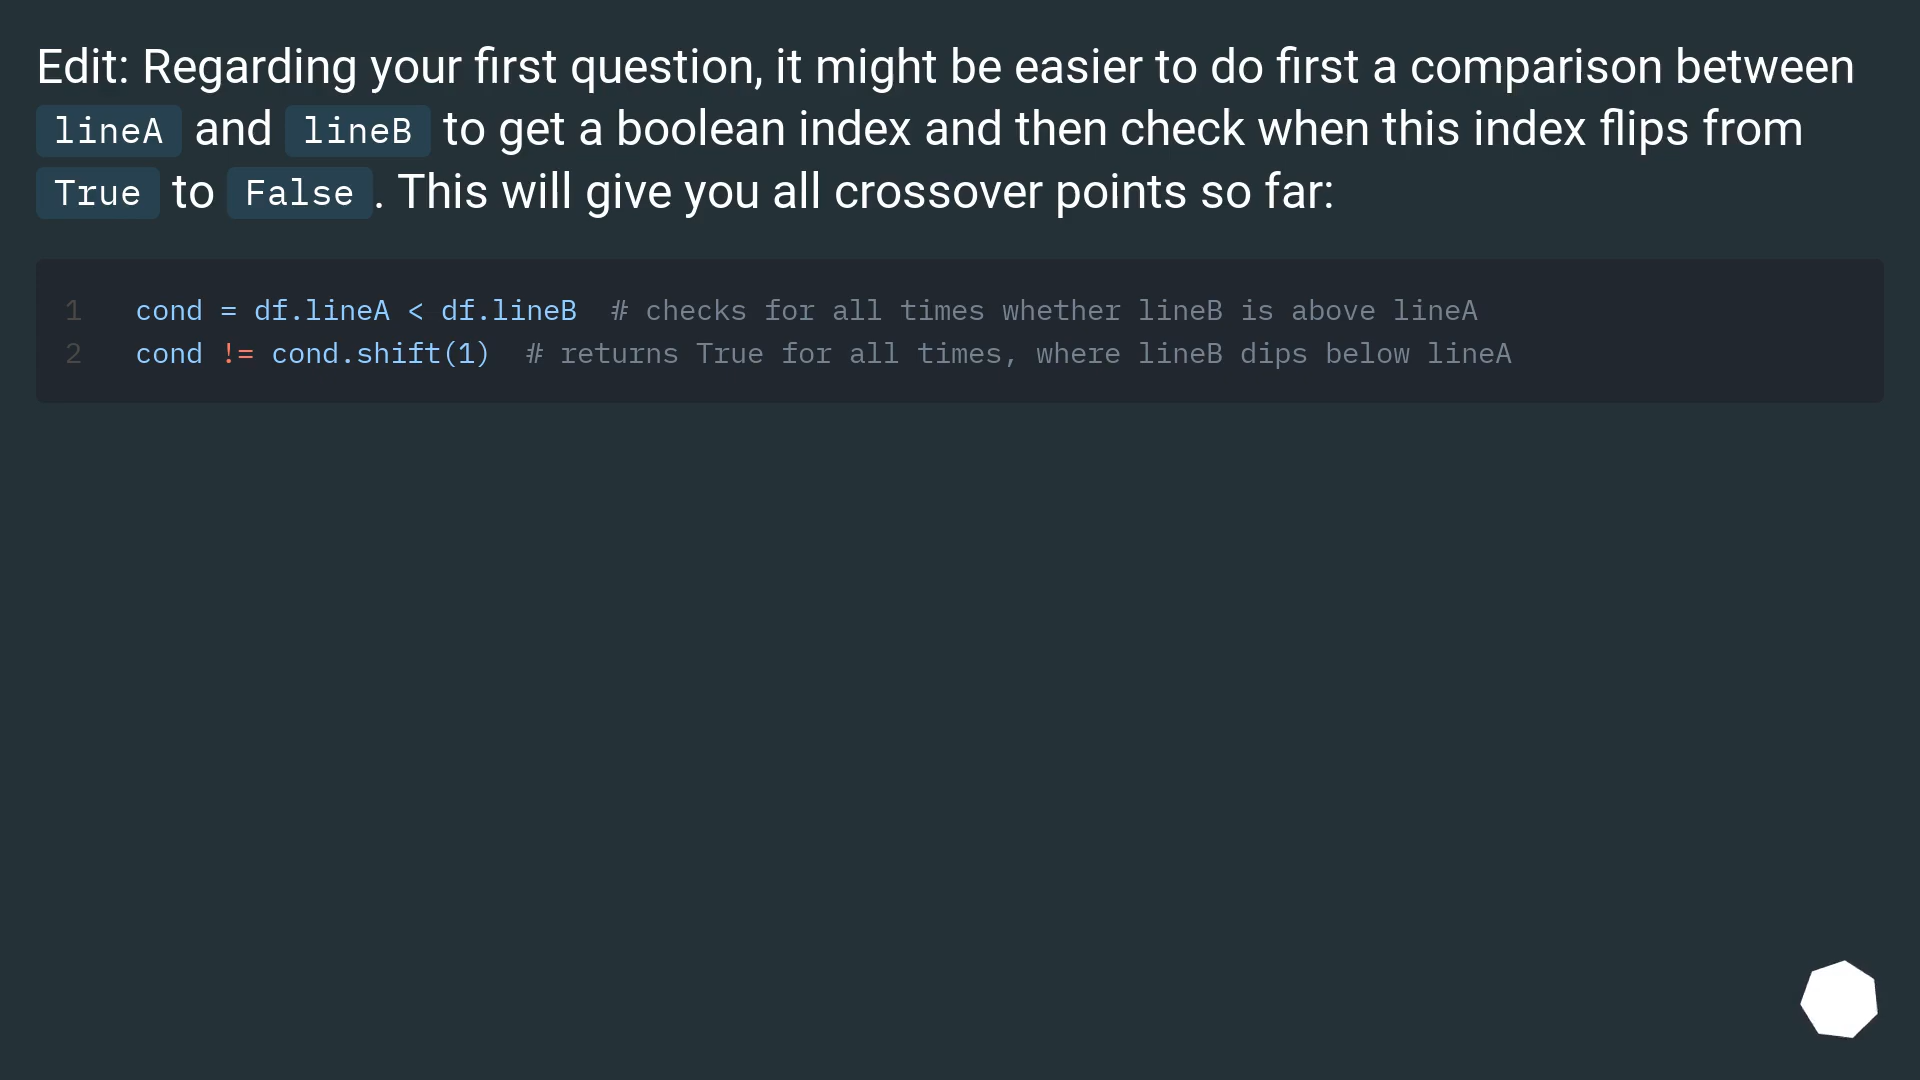 Edit: Regarding your first question, it might be easier to do first a comparison between
lineA and lineB to get a boolean index and then check when this index flips from
True to False. This will give you all crossover points so far:
1 cond = df.lineA < df.lineB # checks for all times whether lineB is above lineA
2 cond != cond.shift(1) # returns True for all times, where lineB dips below lineA